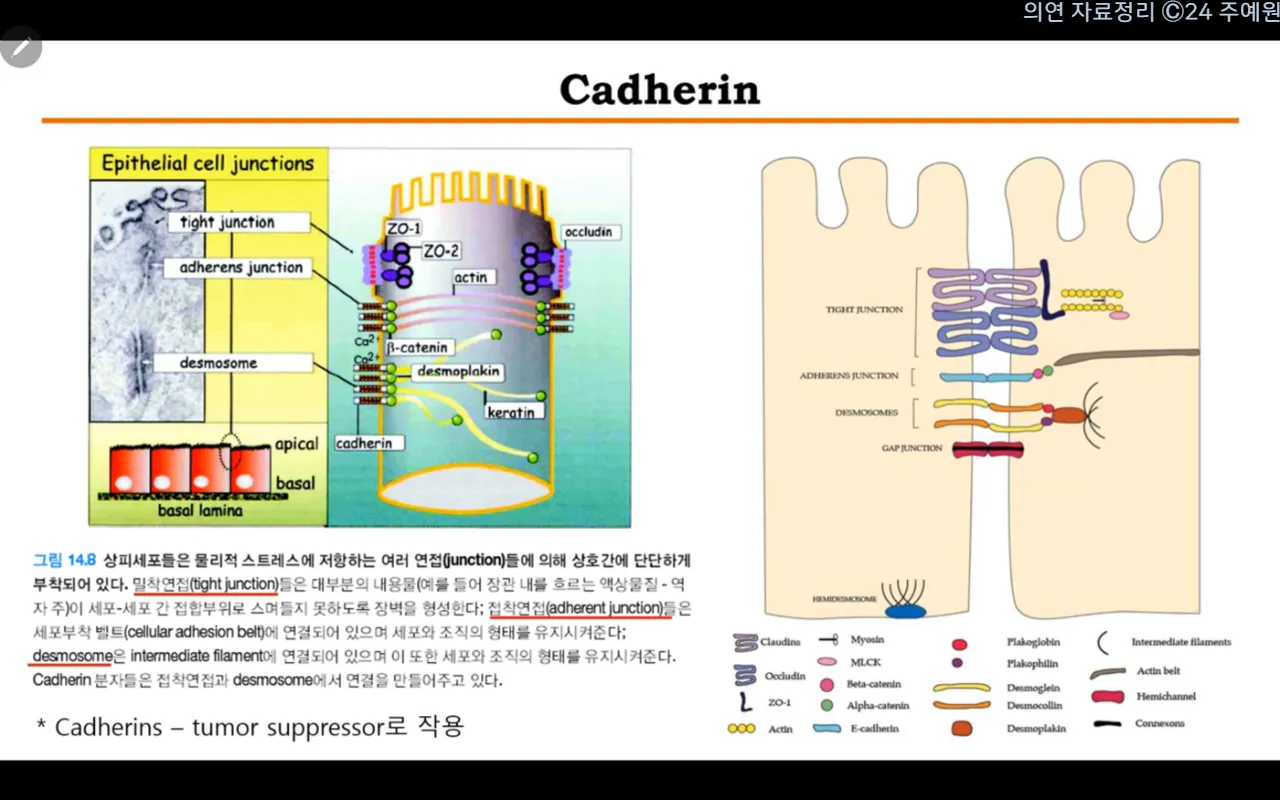 의연 자료정리 ©24 주예원
Cadherin
Epithelial cell junctions
tight junction
adherens junction
desmosome
apical
basal
basal lamina
ZO-1
ZO-2
occludin
actin
Ca2+
Ca2+
β-catenin
desmoplakin
keratin
cadherin
TIGHT JUNCTION
ADHERENS JUNCTION
DESMOSOMES
GAP JUNCTION
HEMIDESMOSOME
Claudins
Occludin
ZO-1
Actin
Myosin
MLCK
Beta-catenin
Alpha-catenin
E-cadherin
Plakoglobin
Plakophilin
Desmoglein
Desmocollin
Desmoplakin
Intermediate filaments
Actin belt
Hemichannel
Connexons
그림 14.8 상피세포들은 물리적 스트레스에 저항하는 여러 연접(junction)들에 의해 상호간에 단단하게
부착되어 있다. 밀착연접(tight junction)들은 대부분의 내용물(예를 들어 장관 내를 흐르는 액상물질 - 역
자 주)이 세포-세포 간 접합부위로 스며들지 못하도록 장벽을 형성한다; 접착연접(adherent junction)들은
세포부착 벨트(cellular adhesion belt)에 연결되어 있으며 세포와 조직의 형태를 유지시켜준다;
desmosome은 intermediate filament에 연결되어 있으며 이 또한 세포와 조직의 형태를 유지시켜준다.
Cadherin 분자들은 접착연접과 desmosome에서 연결을 만들어주고 있다.
* Cadherins – tumor suppressor로 작용